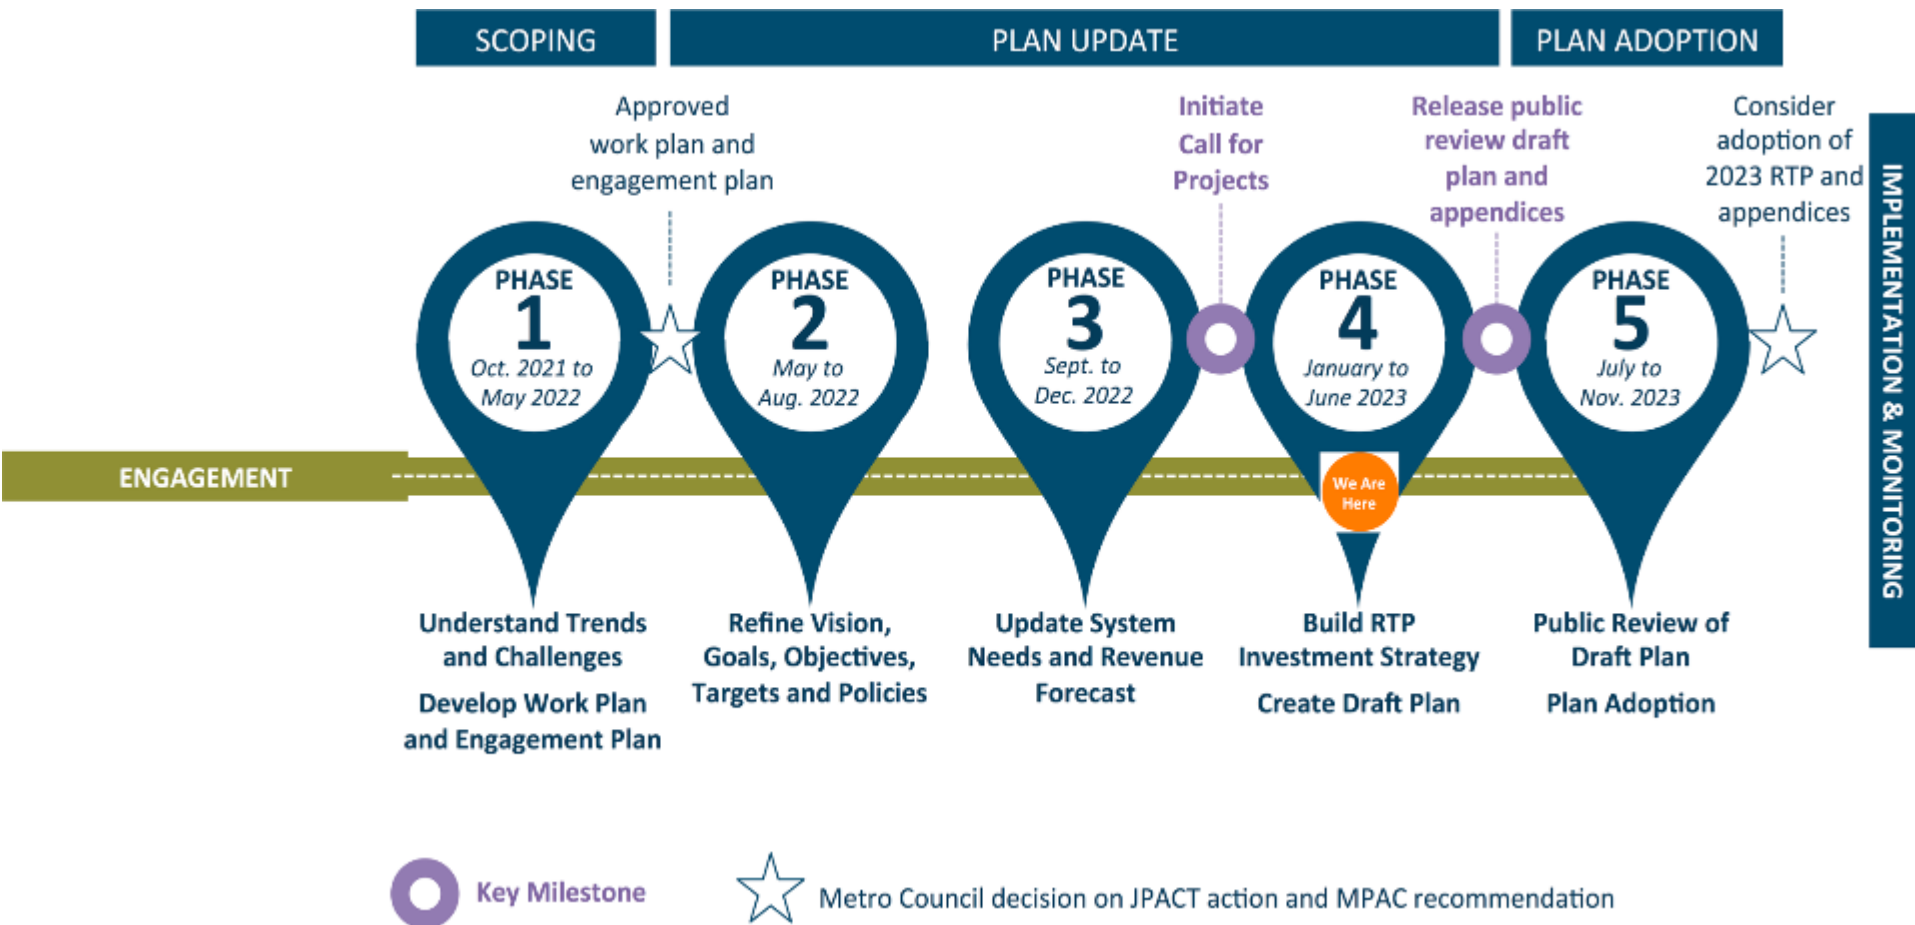 SCOPING
PLAN UPDATE
PLAN ADOPTION
Approved
work plan and
engagement plan
Initiate
Call for
Projects
Release public
review draft
plan and
appendices
Consider
adoption of
2023 RTP and
appendices
PHASE
1
Oct. 2021 to
May 2022
PHASE
2
May to
Aug. 2022
PHASE
3
Sept. to
Dec. 2022
PHASE
4
January to
June 2023
PHASE
5
July to
Nov. 2023
IMPLEMENTATION & MONITORING
ENGAGEMENT
We Are
Here
Understand Trends
and Challenges
Develop Work Plan
and Engagement Plan
Refine Vision,
Goals, Objectives,
Targets and Policies
Update System
Needs and Revenue
Forecast
Build RTP
Investment Strategy
Create Draft Plan
Public Review of
Draft Plan
Plan Adoption
Key Milestone
Metro Council decision on JPACT action and MPAC recommendation